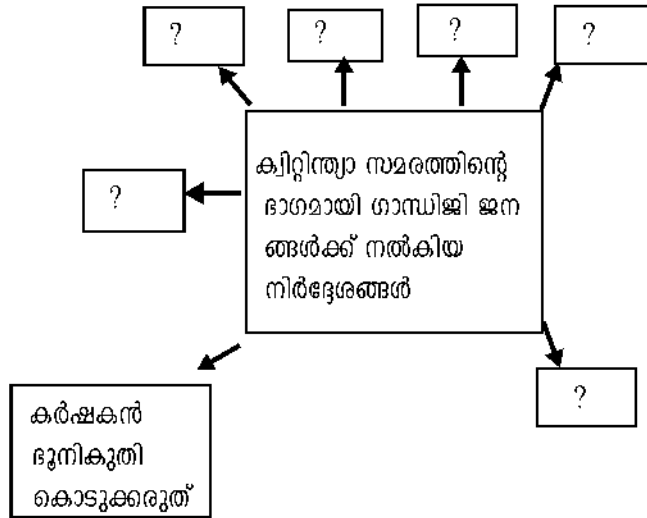 ?
?
?
?
?
ക്വിറ്റിന്ത്യാ സമരത്തിന്റെ
ഭാഗമായി ഗാന്ധിജി ജന
ങ്ങൾക്ക് നൽകിയ
നിർദ്ദേശങ്ങൾ
?
കർഷകൻ
ഭൂനികുതി
കൊടുക്കരുത്